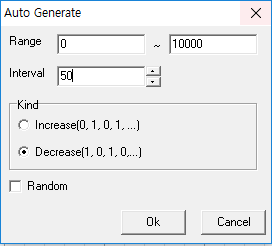 Auto Generate
Range 0 ~ 10000
Interval 50
Kind
Increase(0, 1, 0, 1, ...)
Decrease(1, 0, 1, 0,...)
Random
Ok Cancel